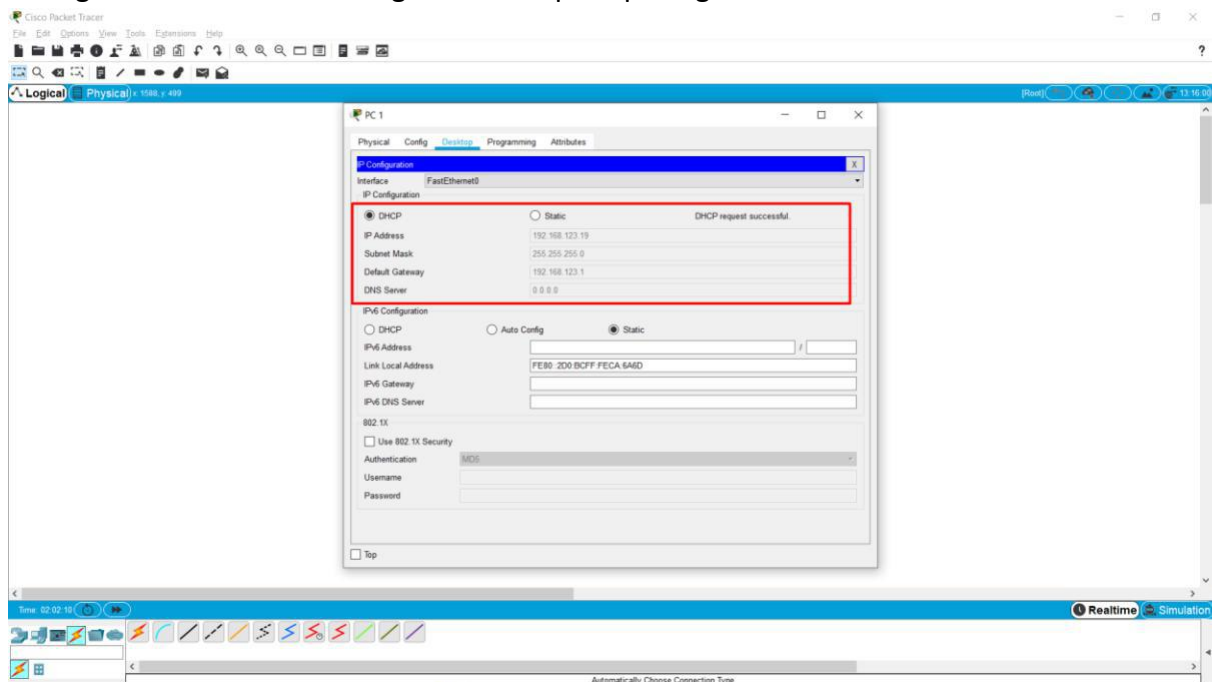 Cisco Packet Tracer
File Edit Options View Tools Extensions Help
?
Logical Physical x: 1588, y: 499 [Root] 13:16:00
PC 1
Physical Config Desktop Programming Attributes
IP Configuration X
Interface FastEthernet0
IP Configuration
DHCP Static DHCP request successful.
IP Address 192.168.123.19
Subnet Mask 255.255.255.0
Default Gateway 192.168.123.1
DNS Server 0.0.0.0
IPv6 Configuration
DHCP Auto Config Static
IPv6 Address /
Link Local Address FE80::2D0:BCFF:FECA:6A6D
IPv6 Gateway
IPv6 DNS Server
802.1X
Use 802.1X Security
Authentication MD5
Username
Password
Top
Time: 02:02:10 Realtime Simulation
Automatically Choose Connection Type